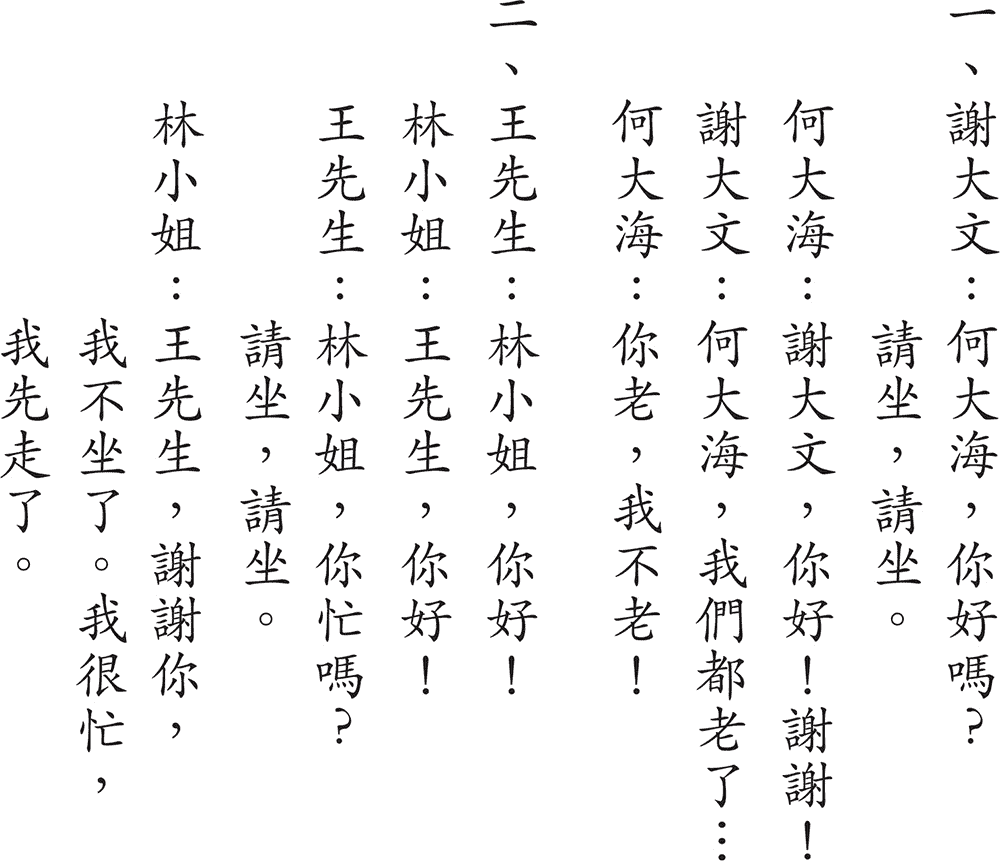 一、謝大文：何大海，你好嗎？
請坐，請坐。
何大海：謝大文，你好！謝謝！
謝大文：何大海，我們都老了…
何大海：你老，我不老！
二、王先生：林小姐，你好！
林小姐：王先生，你好！
王先生：林小姐，你忙嗎？
請坐，請坐。
林小姐：王先生，謝謝你，
我不坐了。我很忙，
我先走了。